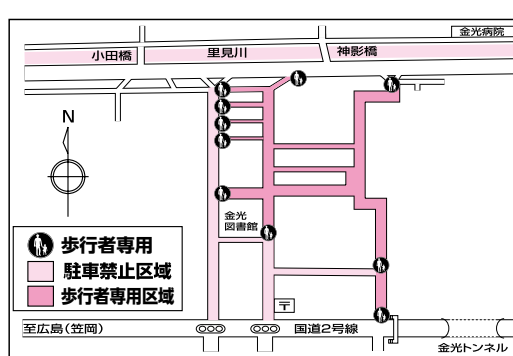 金光病院
小田橋
里見川
神影橋
N
金光
図書館
歩行者専用
駐車禁止区域
歩行者専用区域
〒
至広島(笠岡)
国道2号線
金光トンネル